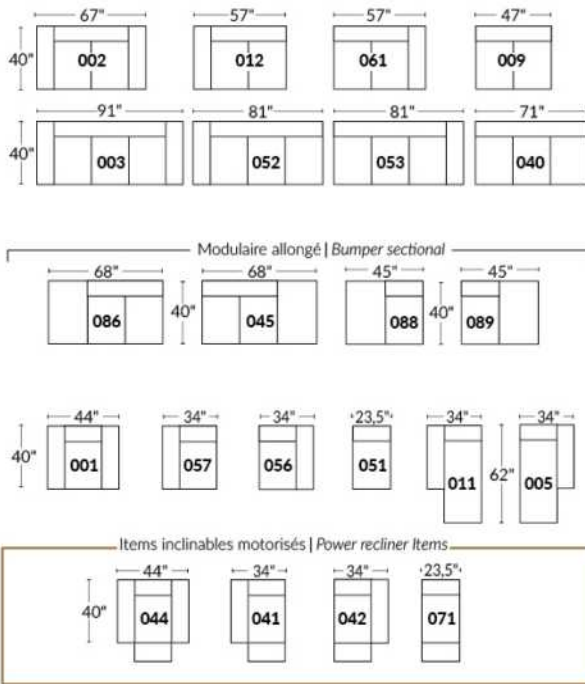 67" 57" 57" 47"
40" 002 012 061 009
91" 81" 81" 71"
40" 003 052 053 040
Modulaire allongé | Bumper sectional
68" 68" 45" 45"
086 40" 045 088 40" 089
44" 34" 34" 23,5" 34" 34"
40" 001 057 056 051 011 62" 005
Items inclinables motorisés | Power recliner Items
44" 34" 34" 23,5"
40" 044 041 042 071